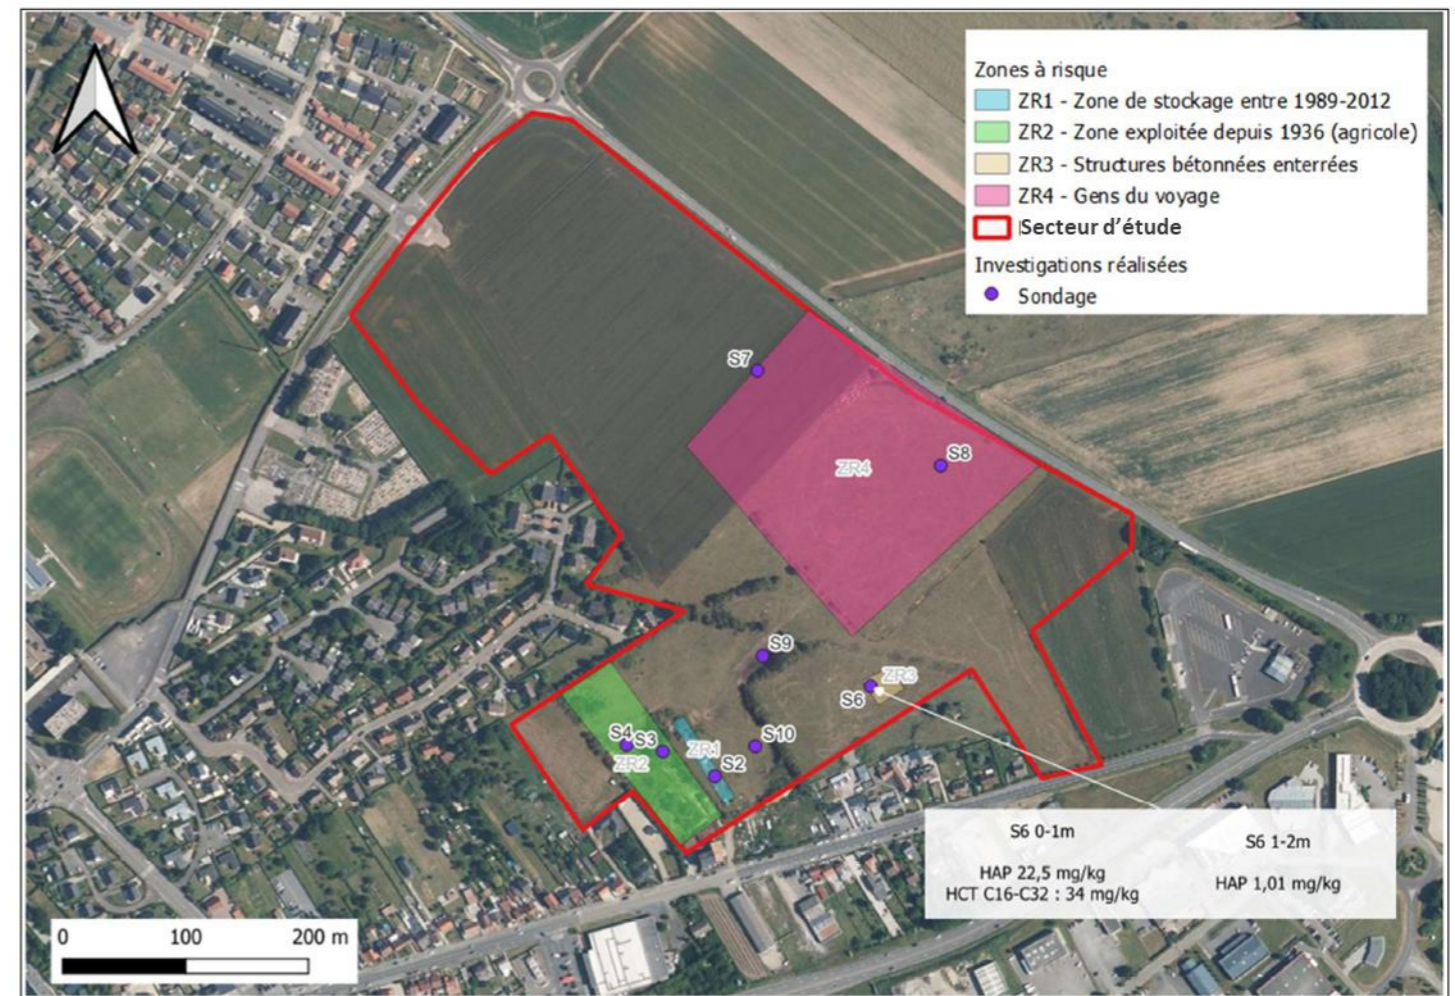 Zones à risque
ZR1 - Zone de stockage entre 1989-2012
ZR2 - Zone exploitée depuis 1936 (agricole)
ZR3 - Structures bétonnées enterrées
ZR4 - Gens du voyage
Secteur d’étude
Investigations réalisées
Sondage
S7
S8
ZR4
S9
ZR3
S6
S4
S3
ZR1
S10
ZR2
S2
S6 0-1m
HAP 22,5 mg/kg
HCT C16-C32 : 34 mg/kg
S6 1-2m
HAP 1,01 mg/kg
0 100 200 m